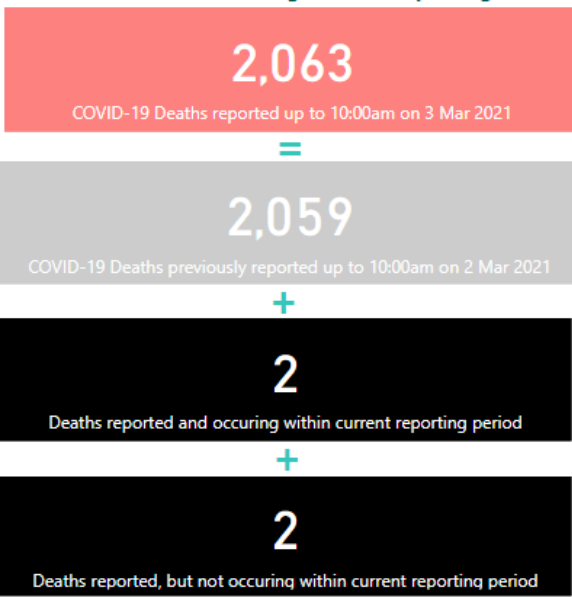 2,063
COVID-19 Deaths reported up to 10:00am on 3 Mar 2021
=
2,059
COVID-19 Deaths previously reported up to 10:00am on 2 Mar 2021
+
2
Deaths reported and occuring within current reporting period
+
2
Deaths reported, but not occuring within current reporting period